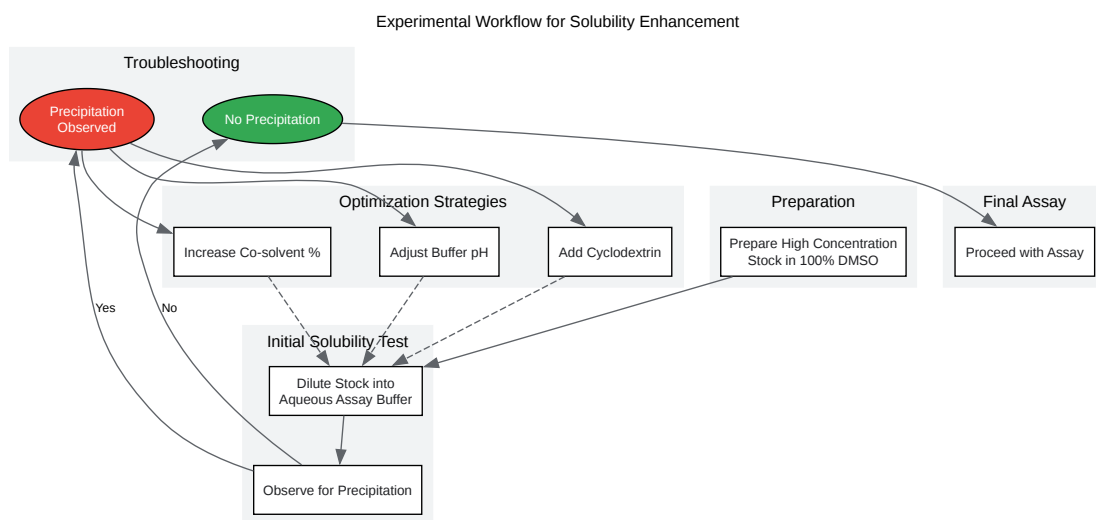 Experimental Workflow for Solubility Enhancement
Troubleshooting
Precipitation
Observed
No Precipitation
Optimization Strategies
Preparation
Final Assay
Increase Co-solvent %
Adjust Buffer pH
Add Cyclodextrin
Prepare High Concentration
Stock in 100% DMSO
Proceed with Assay
Yes
No
Initial Solubility Test
Dilute Stock into
Aqueous Assay Buffer
Observe for Precipitation